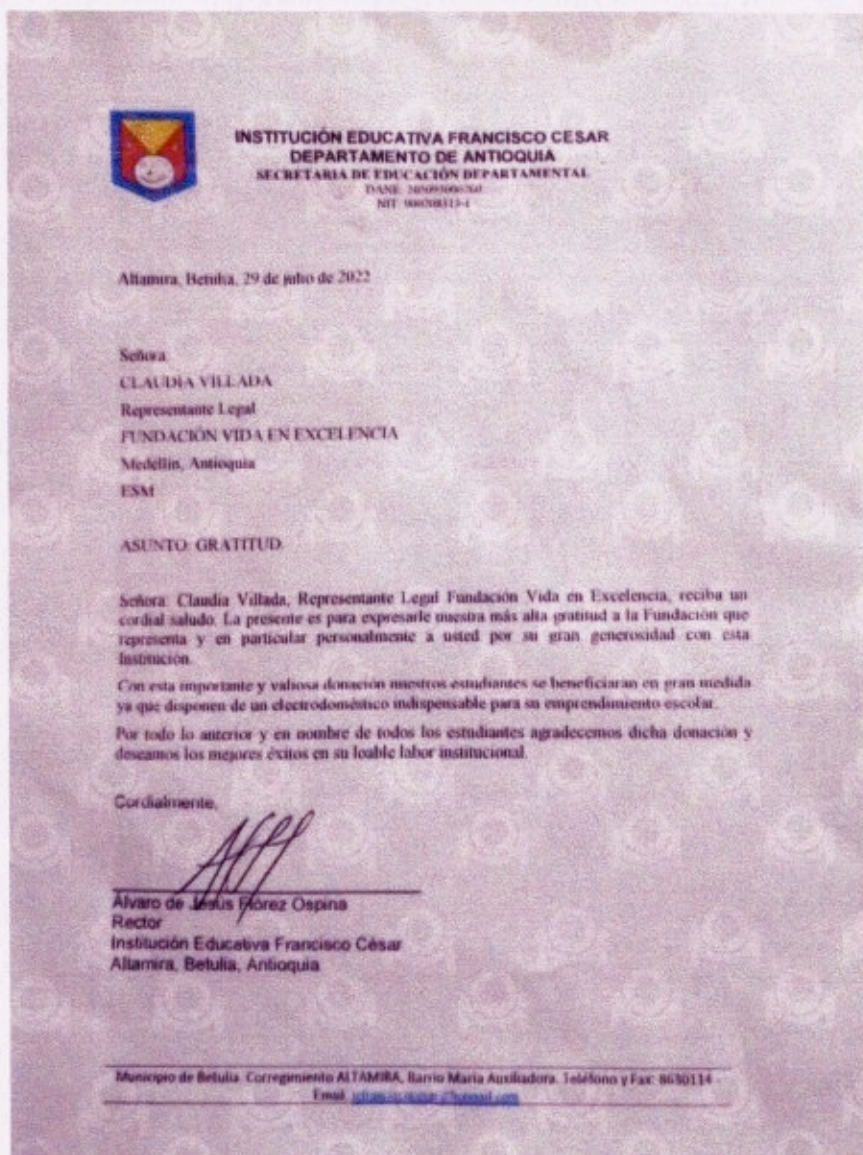 INSTITUCIÓN EDUCATIVA FRANCISCO CESAR
DEPARTAMENTO DE ANTIOQUIA
SECRETARIA DE EDUCACIÓN DEPARTAMENTAL
DANE:
NIT:
Altamira, Betulia, 29 de julio de 2022
Señora
CLAUDIA VILLADA
Representante Legal
FUNDACIÓN VIDA EN EXCELENCIA
Medellín, Antioquia
ESM
ASUNTO: GRATITUD.
Señora: Claudia Villada, Representante Legal Fundación Vida en Excelencia, reciba un
cordial saludo. La presente es para expresarle nuestra más alta gratitud a la Fundación que
representa y en particular personalmente a usted por su gran generosidad con esta
Institución.
Con esta importante y valiosa donación nuestros estudiantes se beneficiaran en gran medida
ya que disponen de un electrodoméstico indispensable para su emprendimiento escolar.
Por todo lo anterior y en nombre de todos los estudiantes agradecemos dicha donación y
deseamos los mejores éxitos en su loable labor institucional.
Cordialmente,
Álvaro de Jesús Flórez Ospina
Rector
Institución Educativa Francisco César
Altamira, Betulia, Antioquia
Municipio de Betulia. Corregimiento ALTAMIRA, Barrio María Auxiliadora. Teléfono y Fax: 8630114 -
Email.